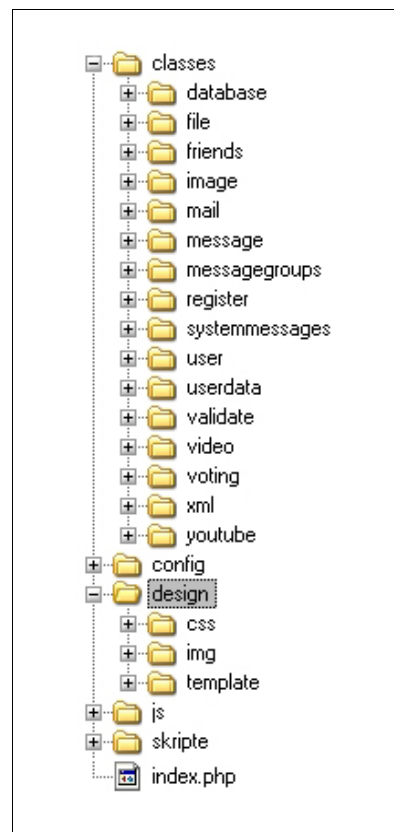 classes
database
file
friends
image
mail
message
messagegroups
register
systemmessages
user
userdata
validate
video
voting
xml
youtube
config
design
css
img
template
js
skripte
index.php